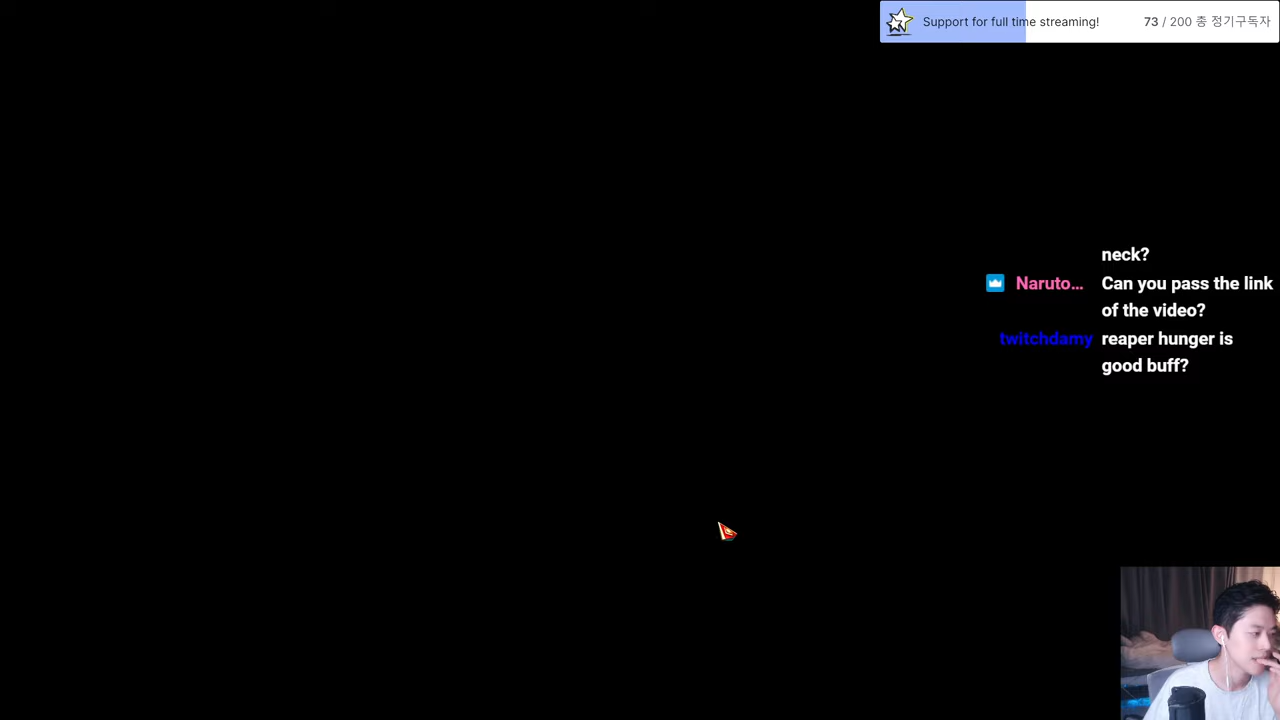 Support for full time streaming! 73 / 200 종 정기구독자
neck?
Naruto... Can you pass the link
of the video?
twitchdamy reaper hunger is
good buff?